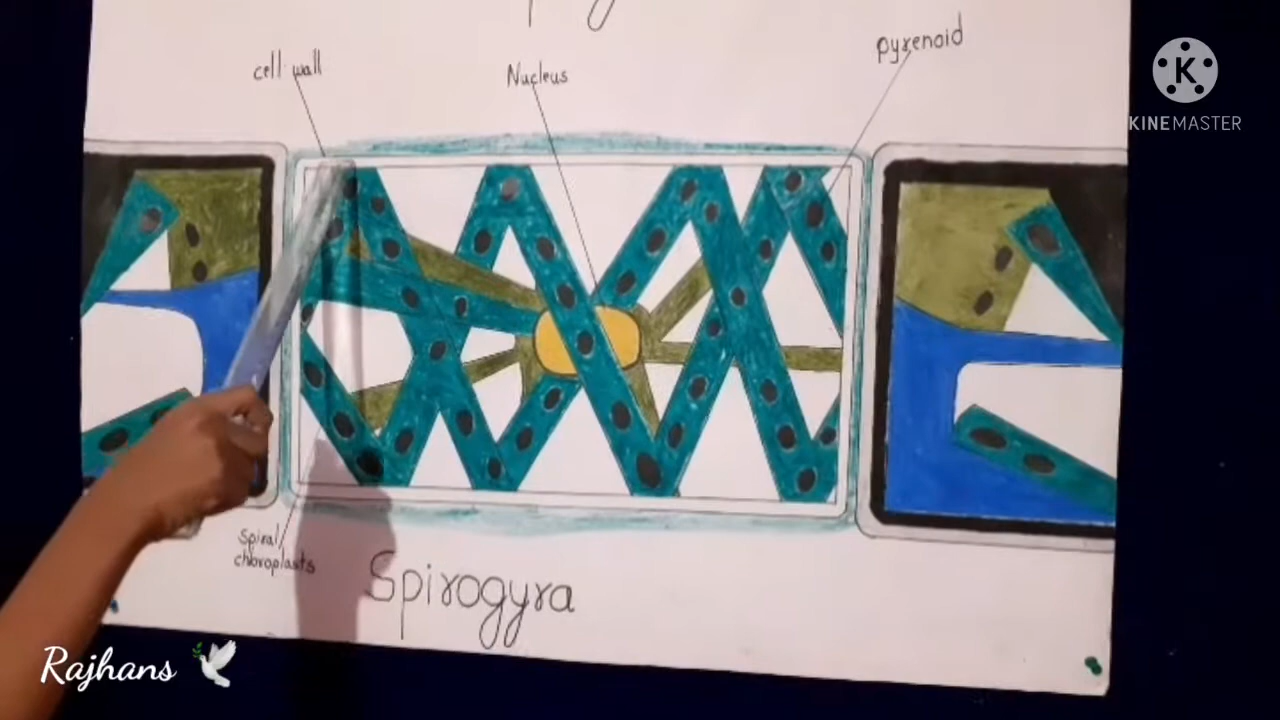 cell wall
Nucleus
pyrenoid
K
KINEMASTER
spiral
chloroplasts
Spirogyra
Rajhans